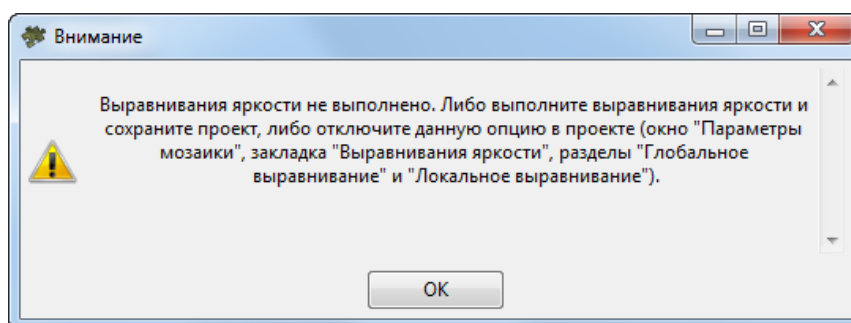 Внимание
Выравнивания яркости не выполнено. Либо выполните выравнивания яркости и
сохраните проект, либо отключите данную опцию в проекте (окно "Параметры
мозаики", закладка "Выравнивания яркости", разделы "Глобальное
выравнивание" и "Локальное выравнивание").
OK